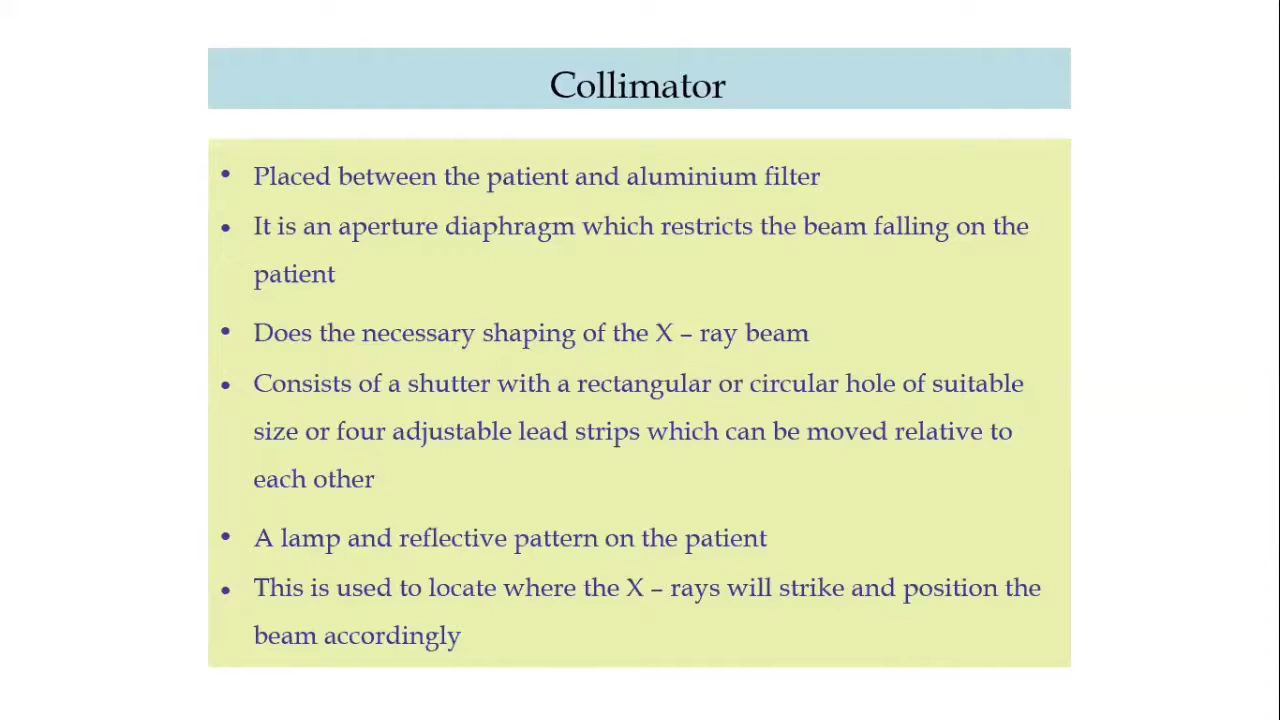 Collimator
• Placed between the patient and aluminium filter
• It is an aperture diaphragm which restricts the beam falling on the
patient
• Does the necessary shaping of the X – ray beam
• Consists of a shutter with a rectangular or circular hole of suitable
size or four adjustable lead strips which can be moved relative to
each other
• A lamp and reflective pattern on the patient
• This is used to locate where the X – rays will strike and position the
beam accordingly